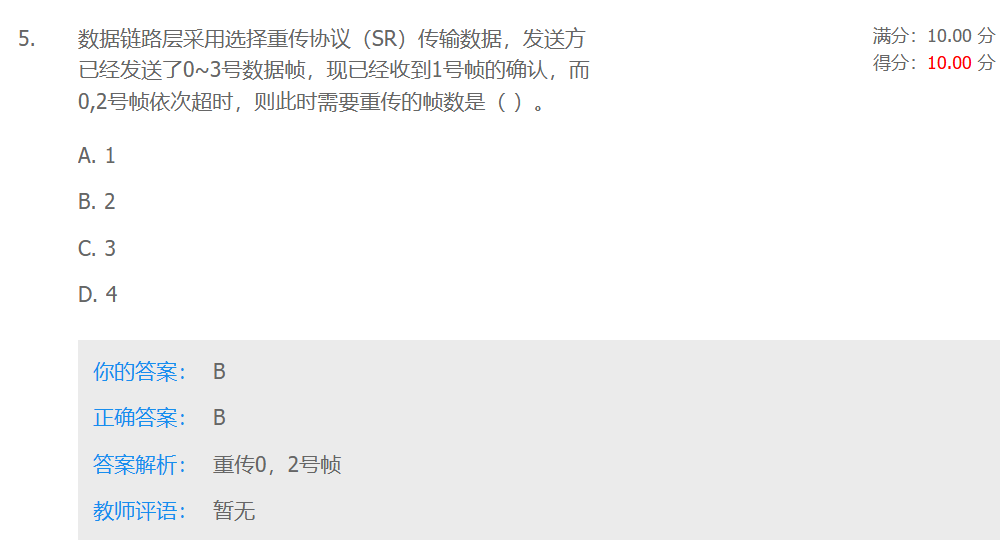 5. 数据链路层采用选择重传协议（SR）传输数据，发送方
已经发送了0~3号数据帧，现已经收到1号帧的确认，而
0,2号帧依次超时，则此时需要重传的帧数是（ ）。
满分：10.00 分
得分：10.00 分
A. 1
B. 2
C. 3
D. 4
你的答案： B
正确答案： B
答案解析： 重传0，2号帧
教师评语： 暂无